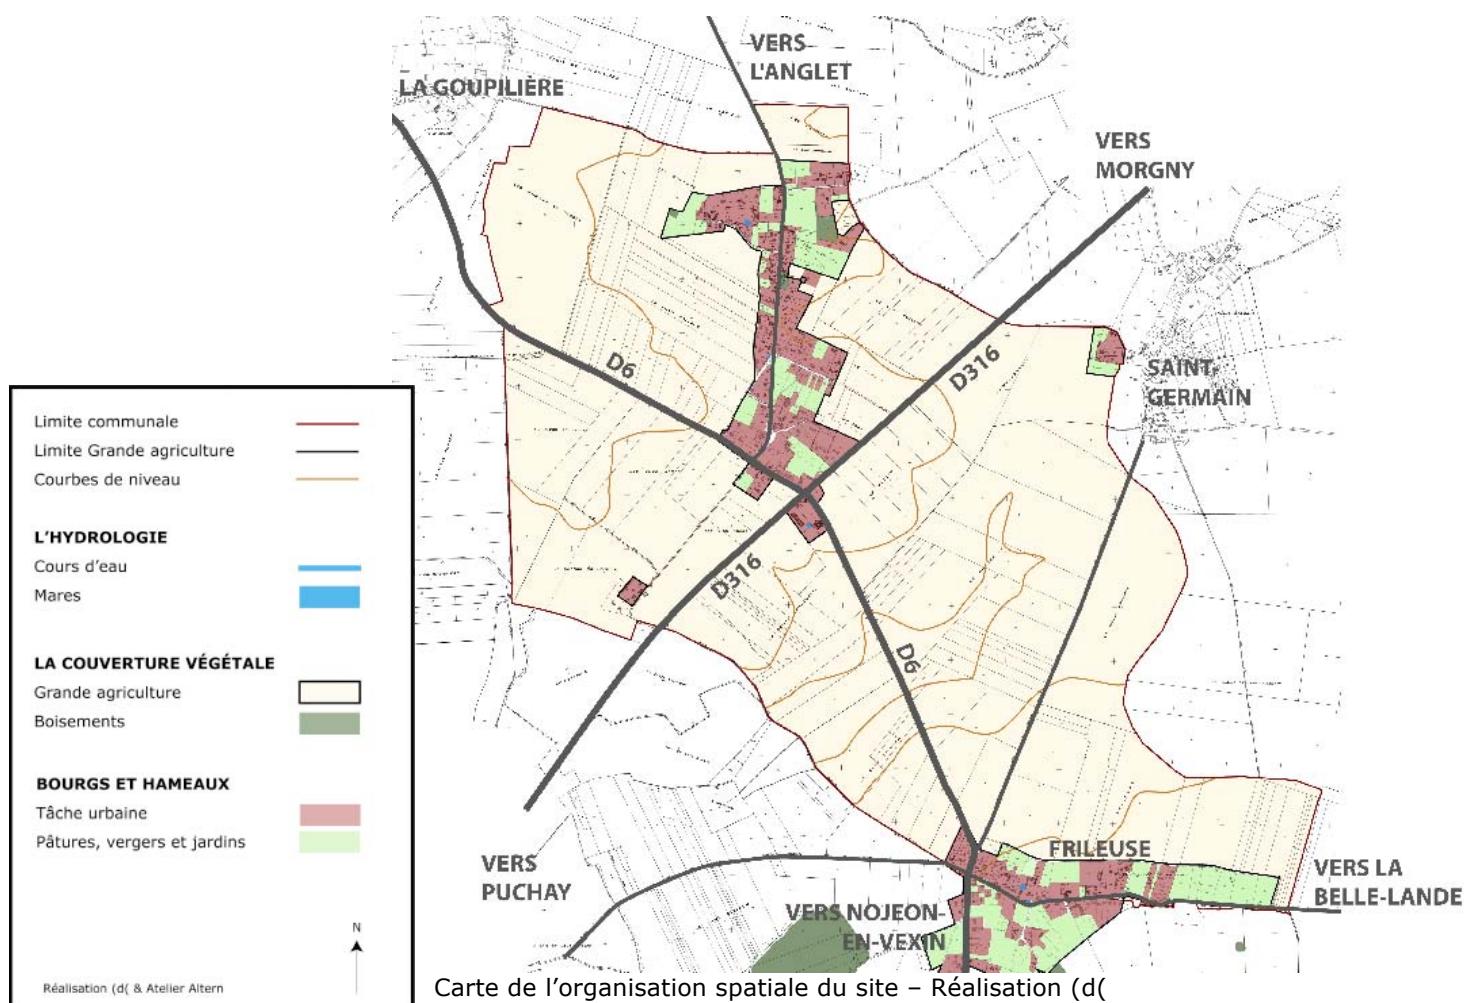 VERS
L'ANGLET
LA GOUPILIÈRE
VERS
MORGNY
D6
D316
SAINT-
GERMAIN
D316
D6
FRILEUSE
VERS
PUCHAY
VERS NOJEON-
EN-VEXIN
VERS LA
BELLE-LANDE
Limite communale
Limite Grande agriculture
Courbes de niveau
L'HYDROLOGIE
Cours d'eau
Mares
LA COUVERTURE VÉGÉTALE
Grande agriculture
Boisements
BOURGS ET HAMEAUX
Tâche urbaine
Pâtures, vergers et jardins
N
Réalisation (d( & Atelier Altern
Carte de l'organisation spatiale du site – Réalisation (d(